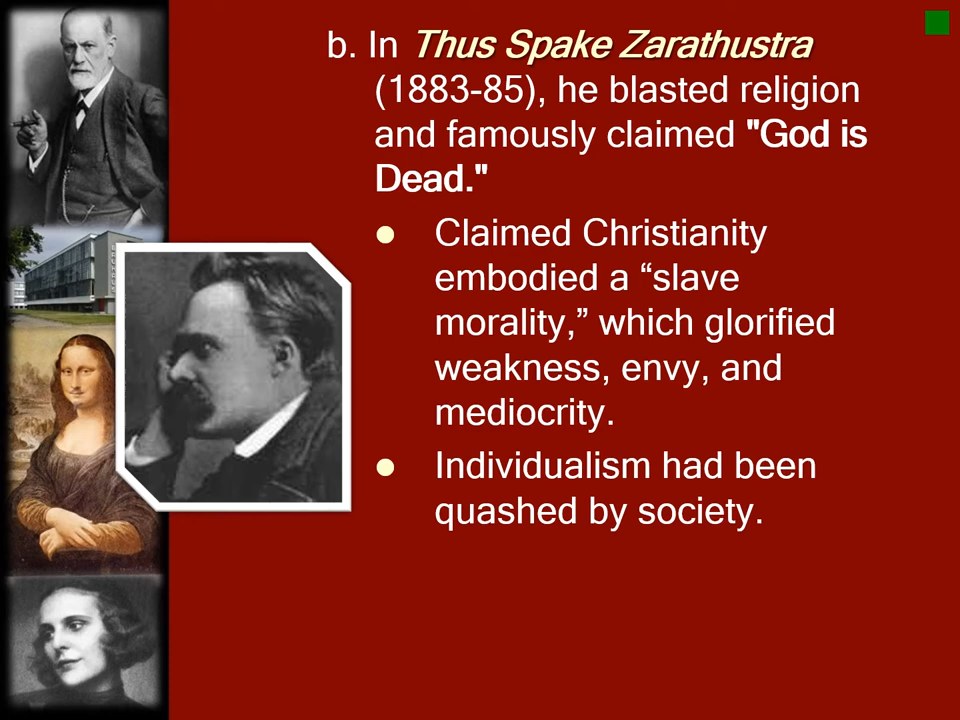 b. In Thus Spake Zarathustra
(1883-85), he blasted religion
and famously claimed "God is
Dead."
● Claimed Christianity
embodied a “slave
morality,” which glorified
weakness, envy, and
mediocrity.
● Individualism had been
quashed by society.